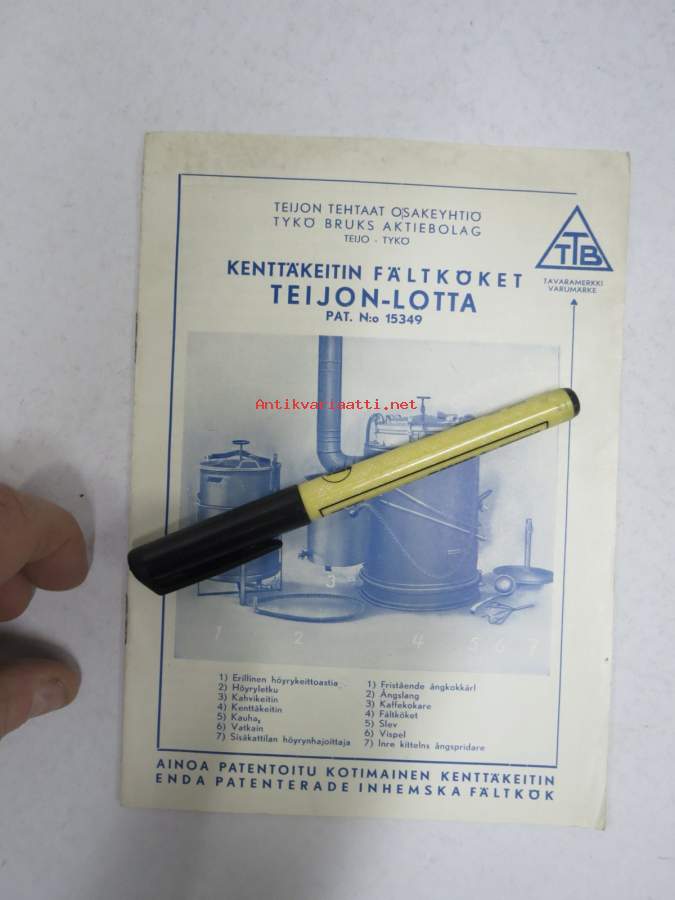 TEIJON TEHTAAT OSAKEYHTIÖ
TYKÖ BRUKS AKTIEBOLAG
TEIJO - TYKÖ
TTB
TAVARAMERKKI
VARUMÄRKE
KENTTÄKEITIN FÄLTKÖKET
TEIJON-LOTTA
PAT. N:o 15349
Antikvariaatti.net
1 2 3 4 5 6 7
1) Erillinen höyrykeittoastia
2) Höyryletku
3) Kahvikeitin
4) Kenttäkeitin
5) Kauha,
6) Vatkain
7) Sisäkattilan höyrynhajoittaja
1) Fristående ångkokkärl
2) Ångslang
3) Kaffekokare
4) Fältköket
5) Slev
6) Vispel
7) Inre kittelns ångspridare
AINOA PATENTOITU KOTIMAINEN KENTTÄKEITIN
ENDA PATENTERADE INHEMSKA FÄLTKÖK